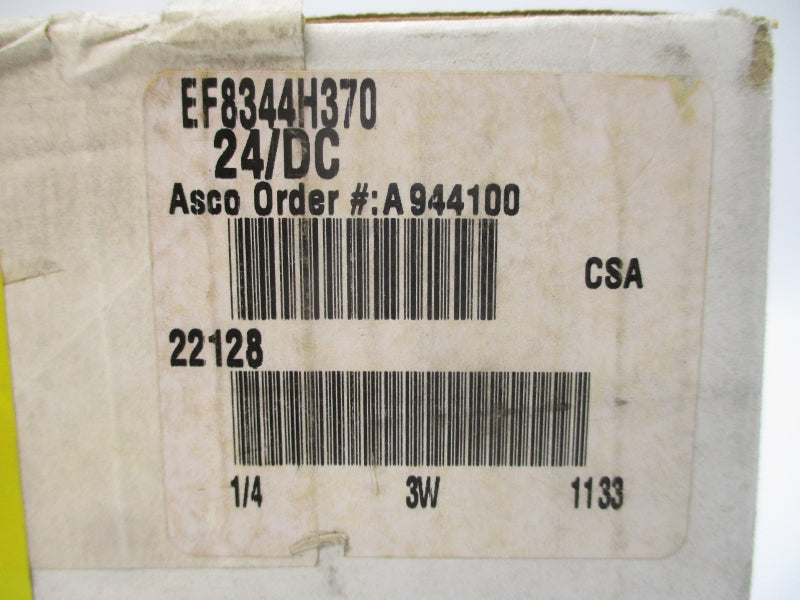 EF8344H370
24/DC
Asco Order #:A944100
CSA
22128
1/4 3W 1133